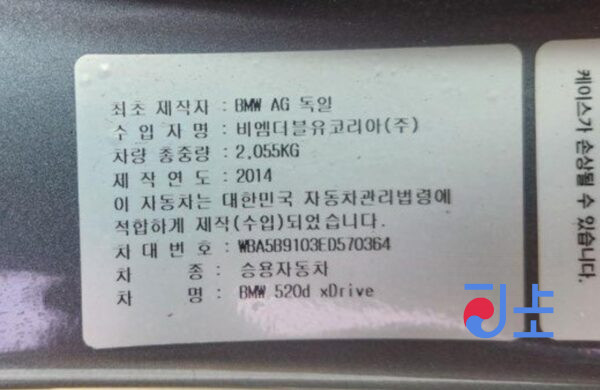 최초 제작자 : BMW AG 독일
수 입 자 명 : 비엠더블유코리아(주)
차량 총중량 : 2,055KG
제 작 연 도 : 2014
이 자동차는 대한민국 자동차관리법령에
적합하게 제작(수입)되었습니다.
차 대 번 호 : WBA5B9103ED570364
차 종 : 승용자동차
차 명 : BMW 520d xDrive
케이스가 손상될 수 있습니다.